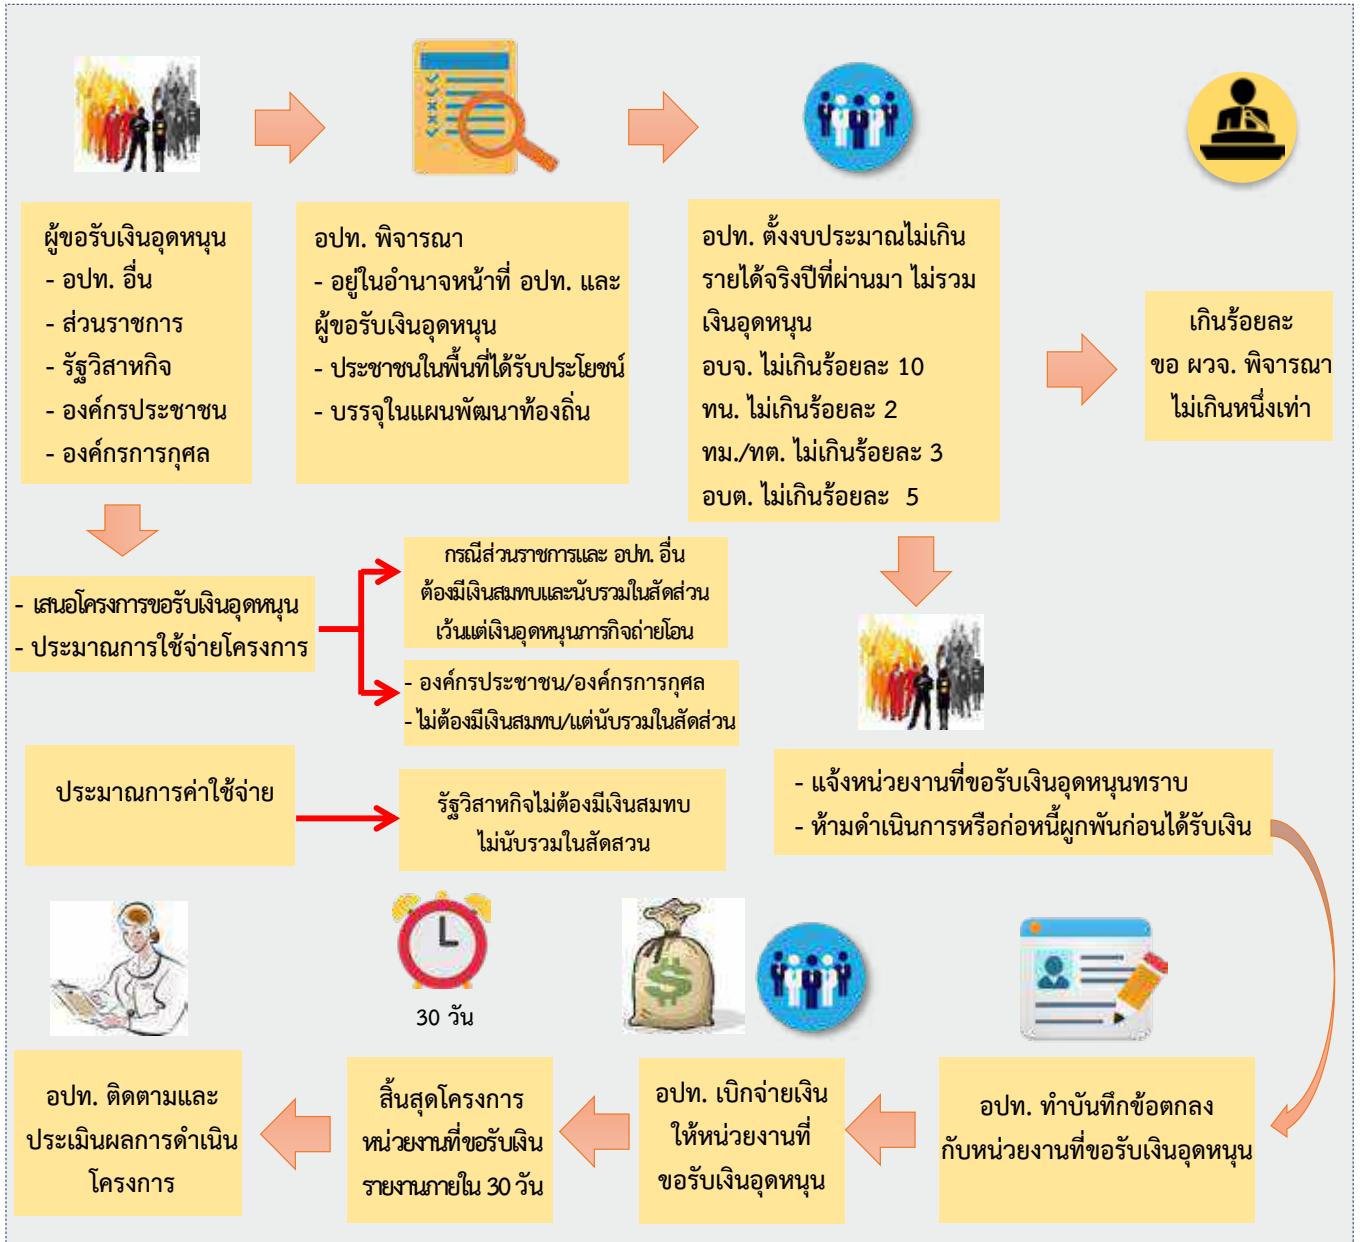 ผู้ขอรับเงินอุดหนุน
- อปท. อื่น
- ส่วนราชการ
- รัฐวิสาหกิจ
- องค์กรประชาชน
- องค์กรการกุศล
อปท. พิจารณา
- อยู่ในอำนาจหน้าที่ อปท. และ
ผู้ขอรับเงินอุดหนุน
- ประชาชนในพื้นที่ได้รับประโยชน์
- บรรจุในแผนพัฒนาท้องถิ่น
อปท. ตั้งงบประมาณไม่เกิน
รายได้จริงปีที่ผ่านมา ไม่รวม
เงินอุดหนุน
อบจ. ไม่เกินร้อยละ 10
ทน. ไม่เกินร้อยละ 2
ทม./ทต. ไม่เกินร้อยละ 3
อบต. ไม่เกินร้อยละ 5
เกินร้อยละ
ขอ ผวจ. พิจารณา
ไม่เกินหนึ่งเท่า
- เสนอโครงการขอรับเงินอุดหนุน
- ประมาณการใช้จ่ายโครงการ
กรณีส่วนราชการและ อปท. อื่น
ต้องมีเงินสมทบและนับรวมในสัดส่วน
เว้นแต่เงินอุดหนุนภารกิจถ่ายโอน
- องค์กรประชาชน/องค์กรการกุศล
- ไม่ต้องมีเงินสมทบ/แต่นับรวมในสัดส่วน
ประมาณการค่าใช้จ่าย
รัฐวิสาหกิจไม่ต้องมีเงินสมทบ
ไม่นับรวมในสัดสวน
- แจ้งหน่วยงานที่ขอรับเงินอุดหนุนทราบ
- ห้ามดำเนินการหรือก่อหนี้ผูกพันก่อนได้รับเงิน
อปท. ทำบันทึกข้อตกลง
กับหน่วยงานที่ขอรับเงินอุดหนุน
อปท. เบิกจ่ายเงิน
ให้หน่วยงานที่
ขอรับเงินอุดหนุน
30 วัน
สิ้นสุดโครงการ
หน่วยงานที่ขอรับเงิน
รายงานภายใน 30 วัน
อปท. ติดตามและ
ประเมินผลการดำเนิน
โครงการ